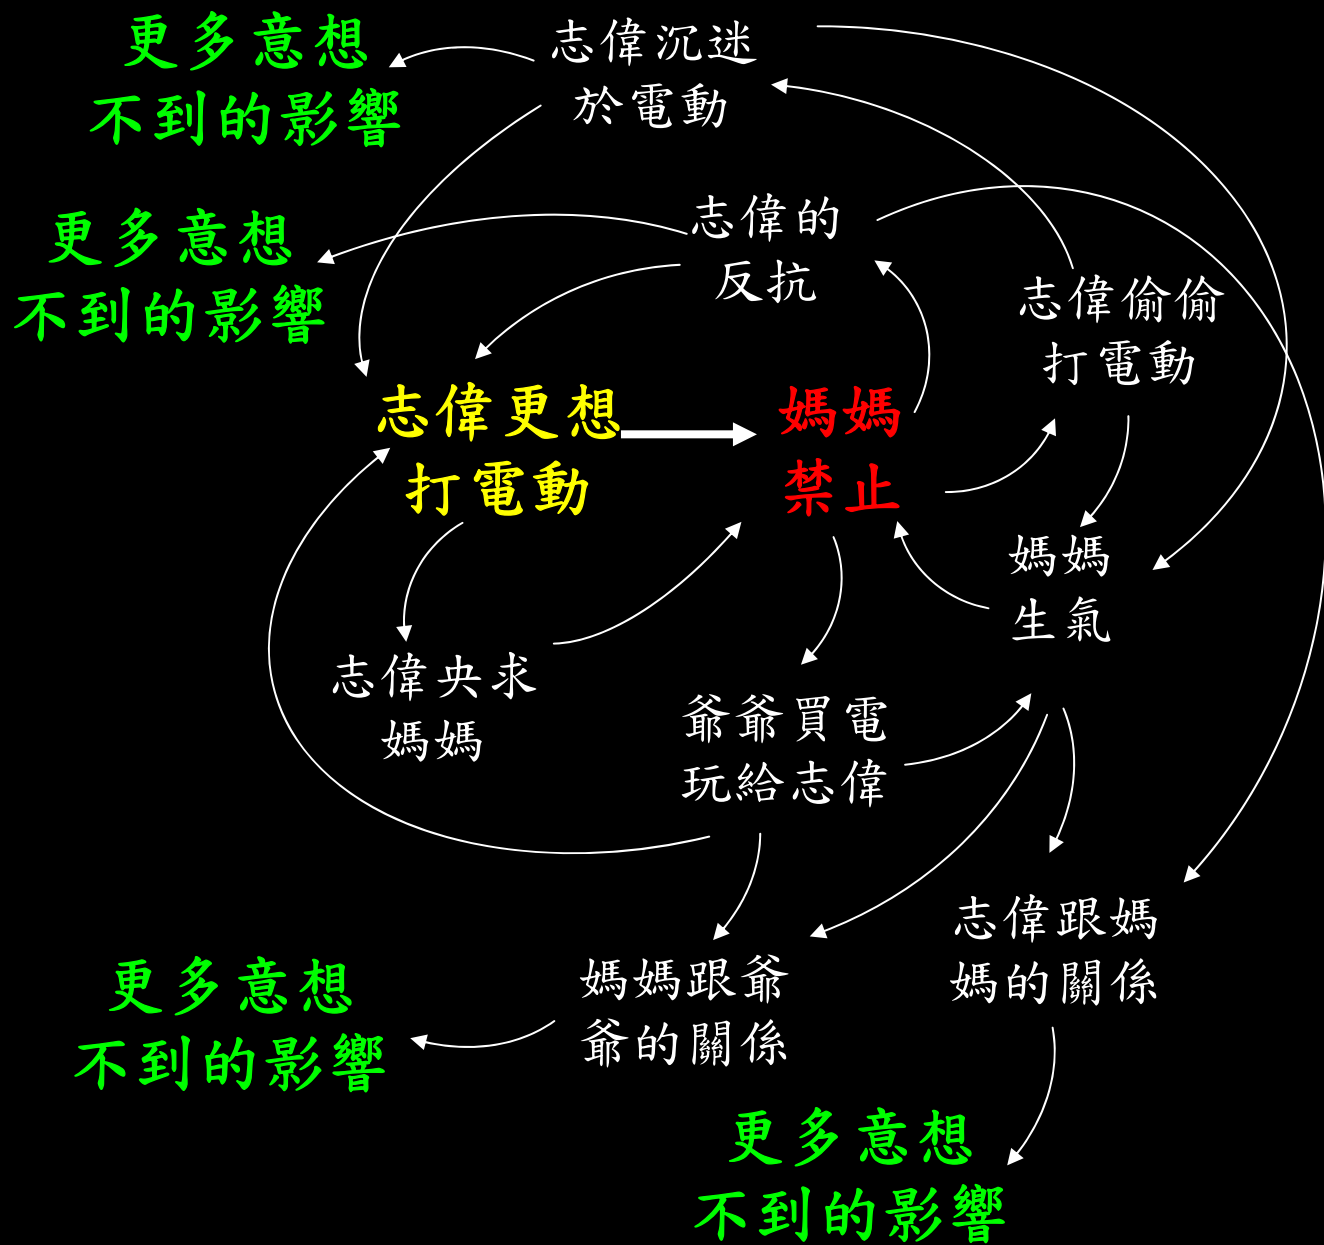 更多意想
不到的影響
志偉沉迷
於電動
更多意想
不到的影響
志偉的
反抗
志偉偷偷
打電動
志偉更想
打電動
媽媽
禁止
媽媽
生氣
志偉央求
媽媽
爺爺買電
玩給志偉
志偉跟媽
媽的關係
更多意想
不到的影響
媽媽跟爺
爺的關係
更多意想
不到的影響